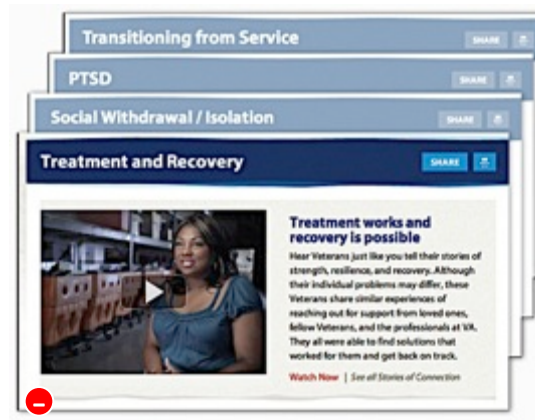 Transitioning from Service
SHARE
PTSD
SHARE
Social Withdrawal / Isolation
SHARE
Treatment and Recovery
SHARE
Treatment works and
recovery is possible
Hear Veterans just like you tell their stories of
strength, resilience, and recovery. Although
their individual problems may differ, these
Veterans share similar experiences of
reaching out for support from loved ones,
fellow Veterans, and the professionals at VA.
They all were able to find solutions that
worked for them and get back on track.
Watch Now | See all Stories of Connection